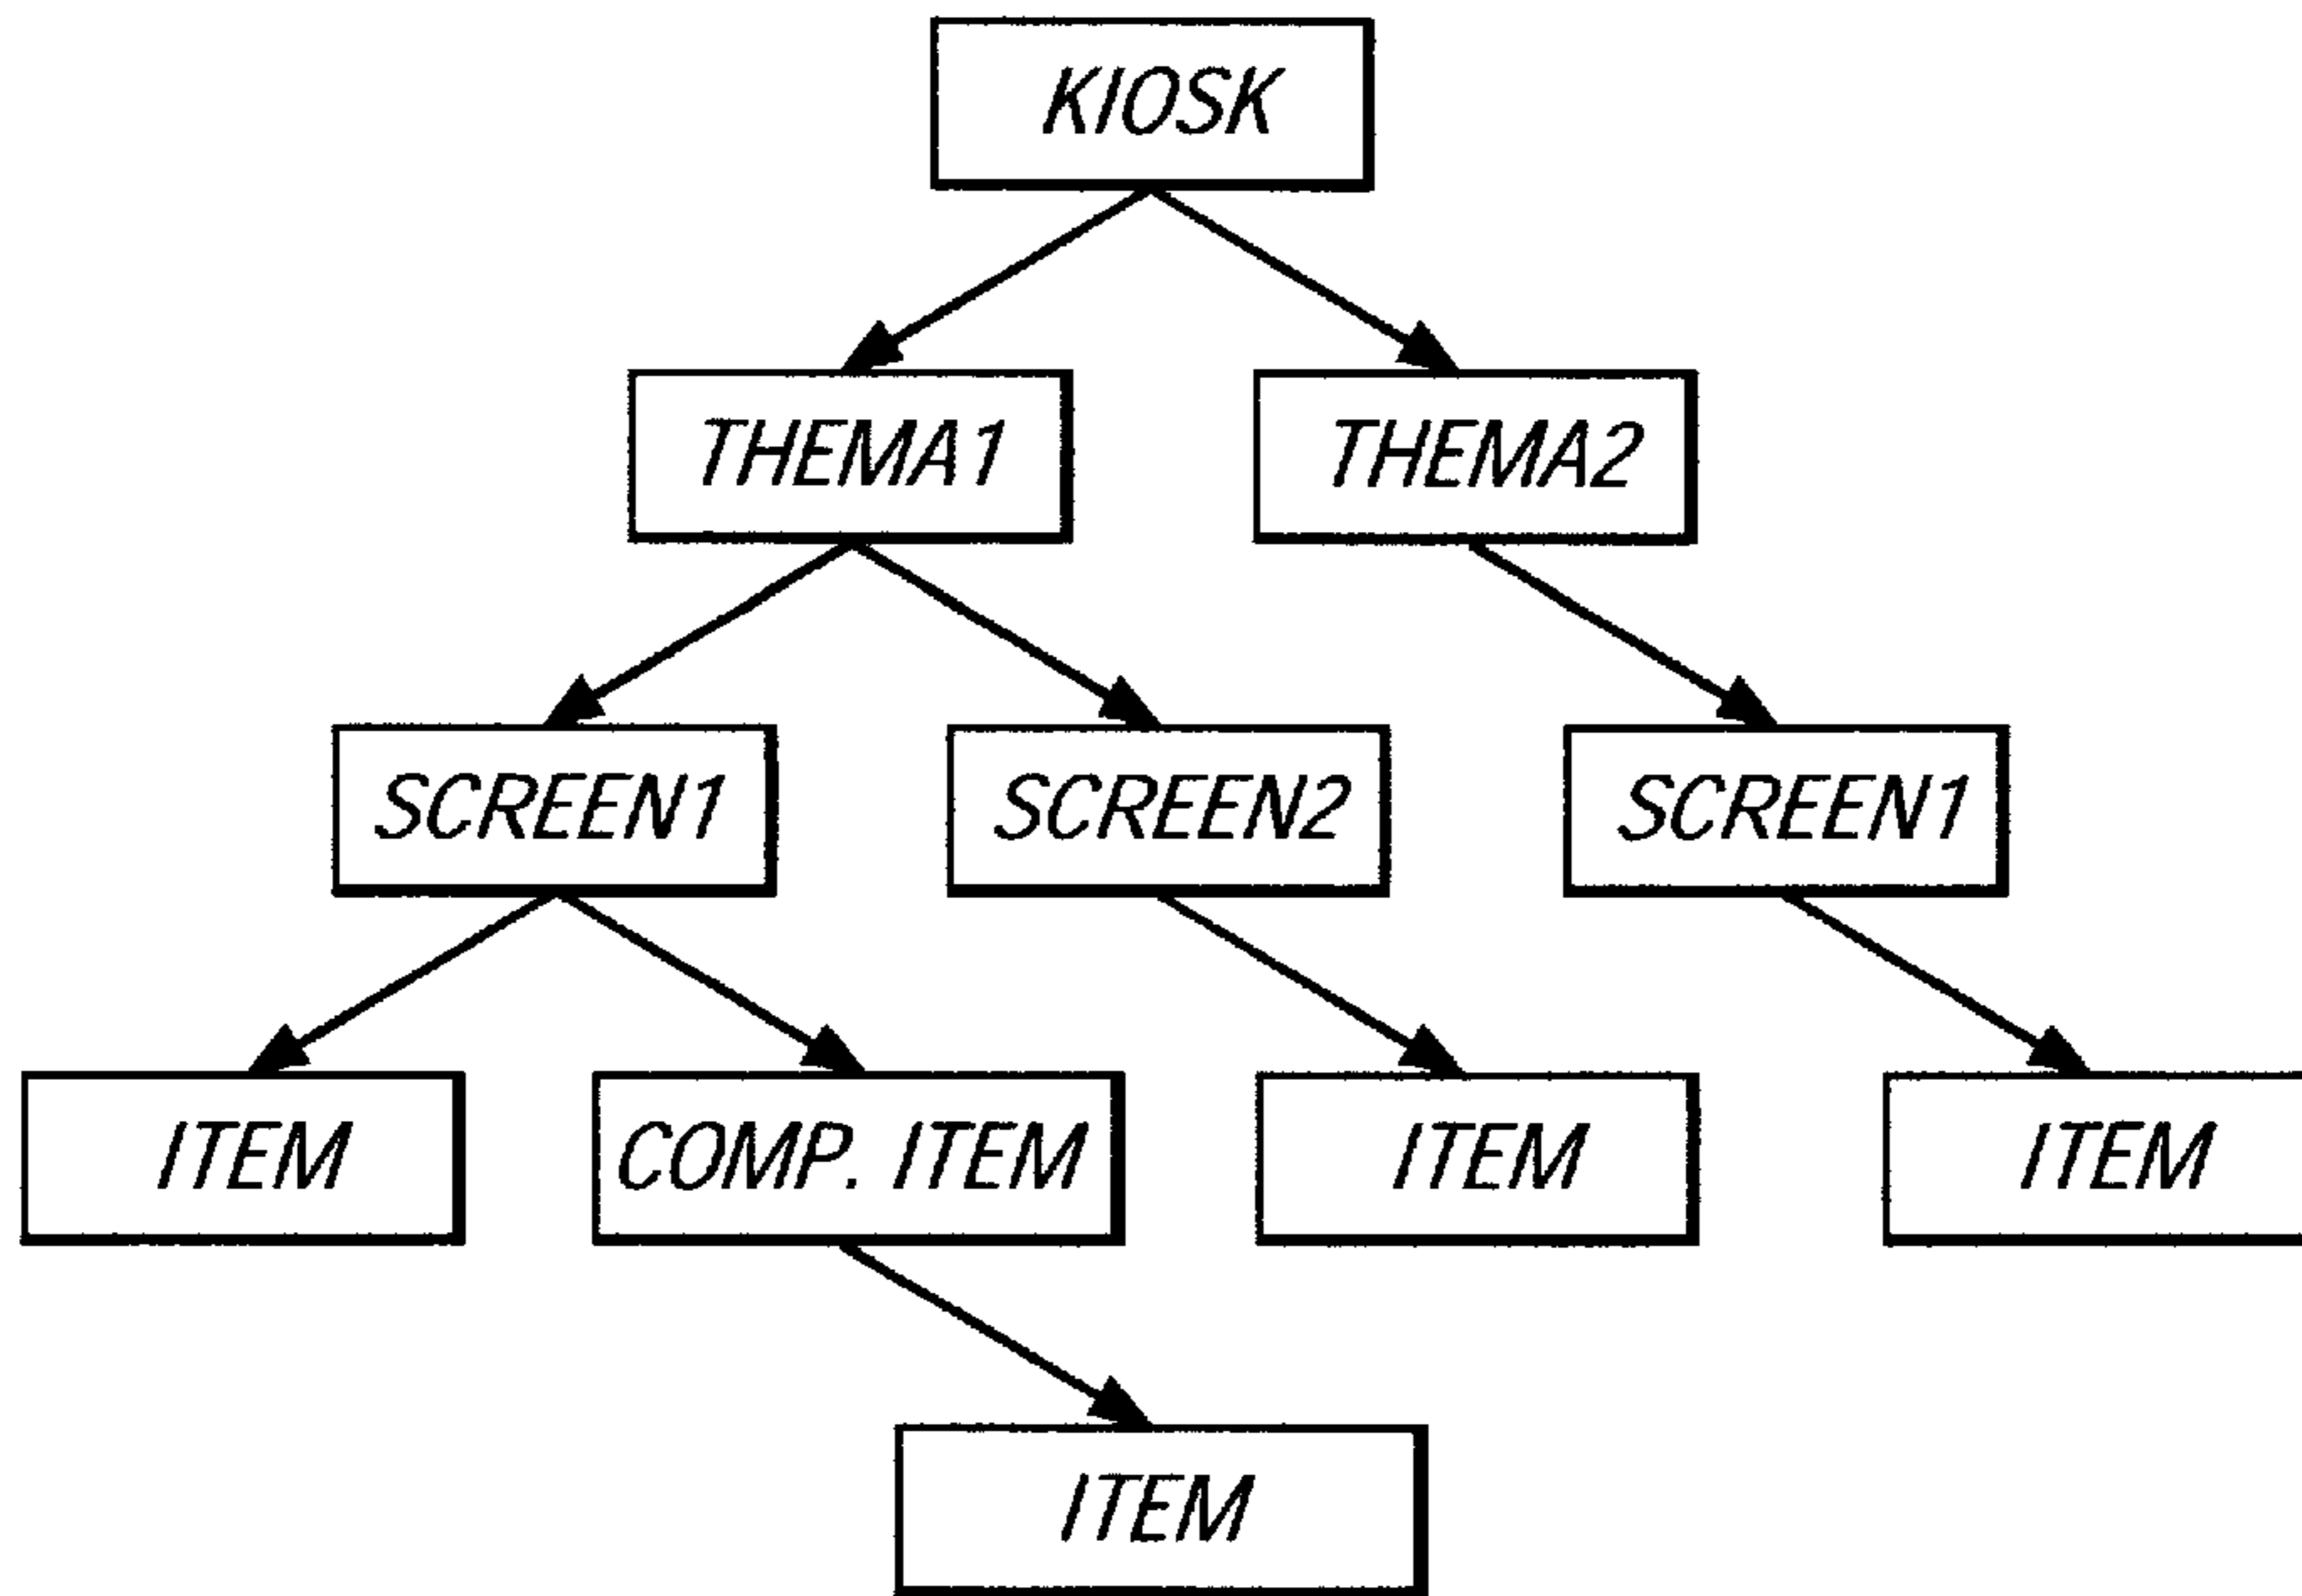 KIOSK
THEMA1
THEMA2
SCREEN1
SCREEN2
SCREEN1
ITEM
COMP. ITEM
ITEM
ITEM
ITEM